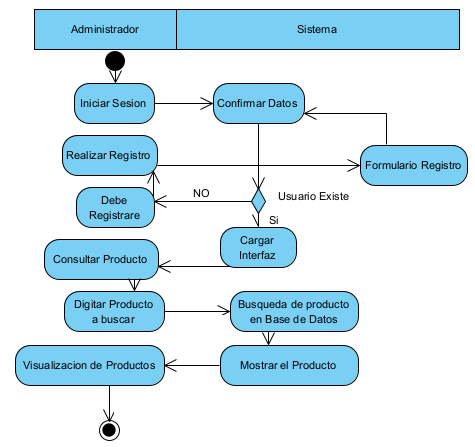 Administrador
Sistema
Iniciar Sesion
Confirmar Datos
Realizar Registro
Formulario Registro
NO
Usuario Existe
Debe
Registrare
Si
Cargar
Interfaz
Consultar Producto
Digitar Producto
a buscar
Busqueda de producto
en Base de Datos
Visualizacion de Productos
Mostrar el Producto